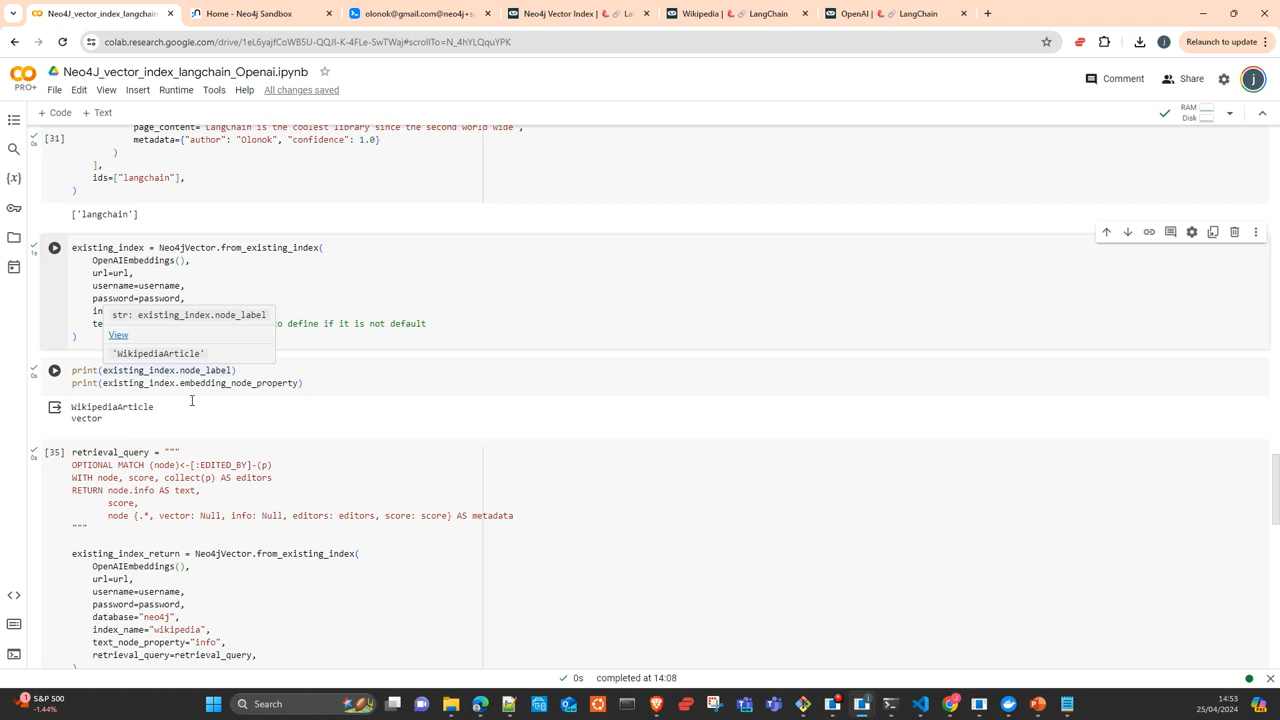 Neo4J_vector_index_langchain_
Home - Neo4j Sandbox
olonok@gmail.com@neo4j+s:
Neo4j Vector Index | 🦜️🔗 La
Wikipedia | 🦜️🔗 LangChain
OpenAI | 🦜️🔗 LangChain
colab.research.google.com/drive/1eL6yajfCoWB5U-QQJI-K-4FLe-SwTWaj#scrollTo=N_4hYLQquYPK
Relaunch to update
PRO+
Neo4J_vector_index_langchain_Openai.ipynb
Comment
Share
j
File Edit View Insert Runtime Tools Help All changes saved
+ Code + Text
RAM
Disk
page_content="LangChain is the coolest library since the second world wide",
[31]
0s
metadata={"author": "Olonok", "confidence": 1.0}
)
],
ids=["langchain"],
)
['langchain']
1s
existing_index = Neo4jVector.from_existing_index(
OpenAIEmbeddings(),
url=url,
username=username,
password=password,
in
str: existing_index.node_label
te
o define if it is not default
)
View
'WikipediaArticle'
0s
print(existing_index.node_label)
print(existing_index.embedding_node_property)
WikipediaArticle
vector
[35]
0s
retrieval_query = """
OPTIONAL MATCH (node)<-[:EDITED_BY]-(p)
WITH node, score, collect(p) AS editors
RETURN node.info AS text,
score,
node {.*, vector: Null, info: Null, editors: editors, score: score} AS metadata
"""
existing_index_return = Neo4jVector.from_existing_index(
OpenAIEmbeddings(),
url=url,
username=username,
password=password,
database="neo4j",
index_name="wikipedia",
text_node_property="info",
retrieval_query=retrieval_query,
)
0s completed at 14:08
S&P 500
-1.44%
Search
14:53
25/04/2024